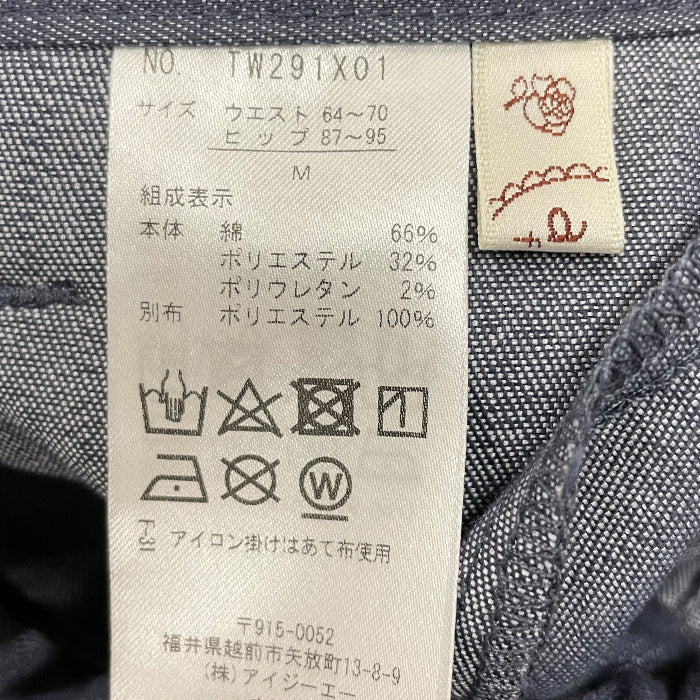 NO. TW291X01
サイズ ウエスト 64～70
ヒップ 87～95
M
組成表示
本体 綿 66%
ポリエステル 32%
ポリウレタン 2%
別布 ポリエステル 100%
W
アイロン掛けはあて布使用
〒915-0052
福井県越前市矢放町13-8-9
(株)アイジーエー